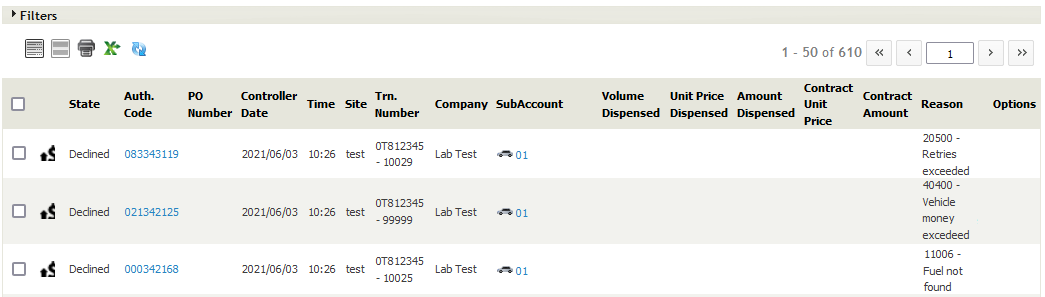 Filters
1 - 50 of 610 « ‹ 1 › »
State Auth. Code PO Number Controller Date Time Site Trn. Number Company SubAccount Volume Dispensed Unit Price Dispensed Amount Dispensed Contract Unit Price Contract Amount Reason Options
Declined 083343119 2021/06/03 10:26 test 0T812345 - 10029 Lab Test 01 20500 - Retries exceeded
Declined 021342125 2021/06/03 10:26 test 0T812345 - 99999 Lab Test 01 40400 - Vehicle money excedeed
Declined 000342168 2021/06/03 10:26 test 0T812345 - 10025 Lab Test 01 11006 - Fuel not found